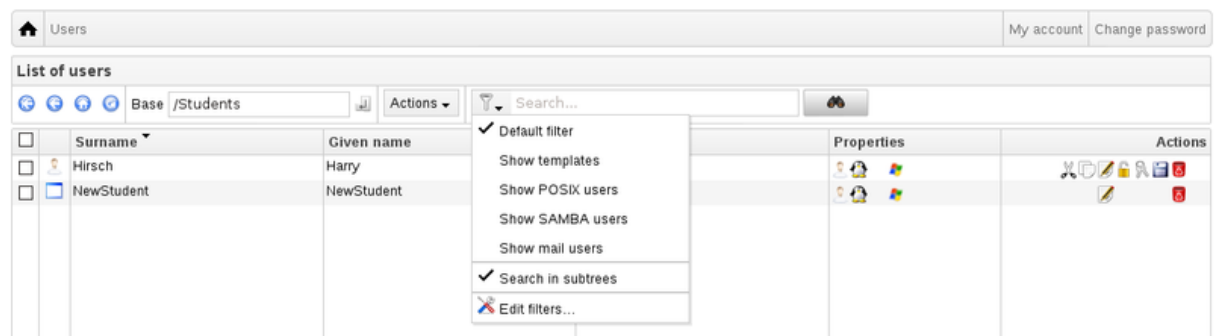 Users My account Change password
List of users
Base /Students Actions Search...
Surname Given name Properties Actions
Default filter
Hirsch Harry
Show templates
NewStudent NewStudent
Show POSIX users
Show SAMBA users
Show mail users
Search in subtrees
Edit filters...